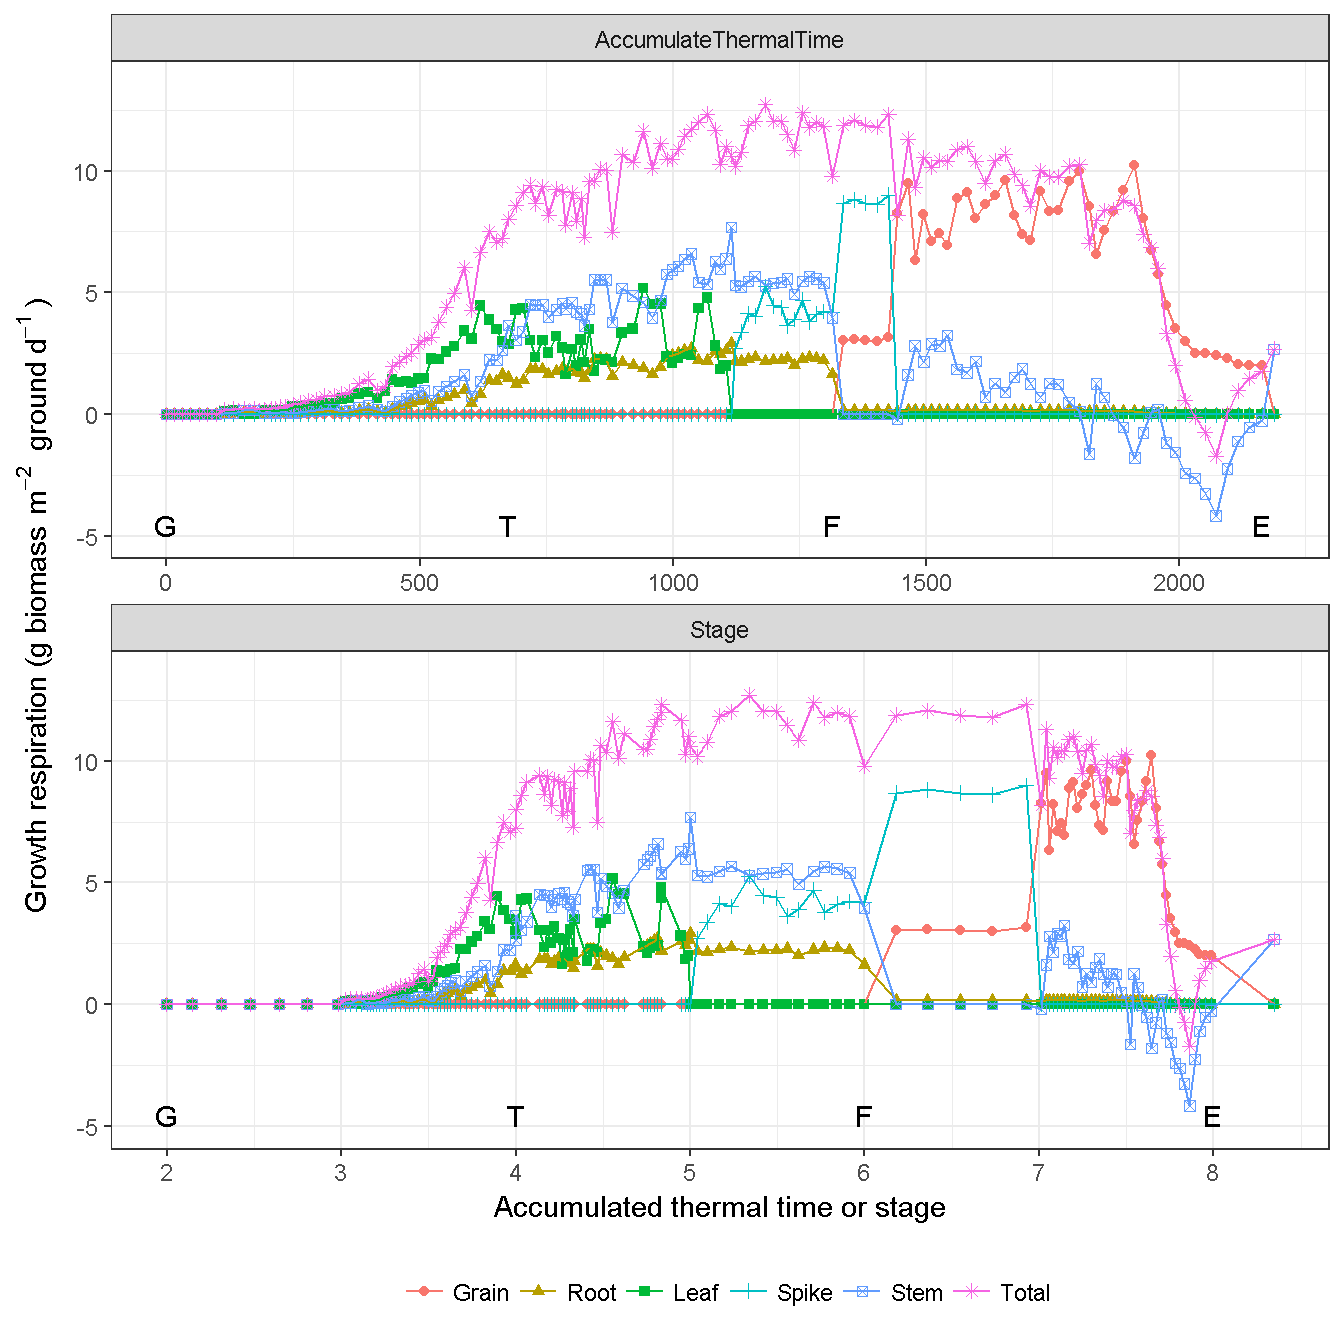 AccumulateThermalTime
10
5
0
-5
G T F E
0 500 1000 1500 2000
Stage
10
5
0
-5
G T F E
2 3 4 5 6 7 8
Growth respiration (g biomass m⁻² ground d⁻¹ )
Accumulated thermal time or stage
Grain Root Leaf Spike Stem Total